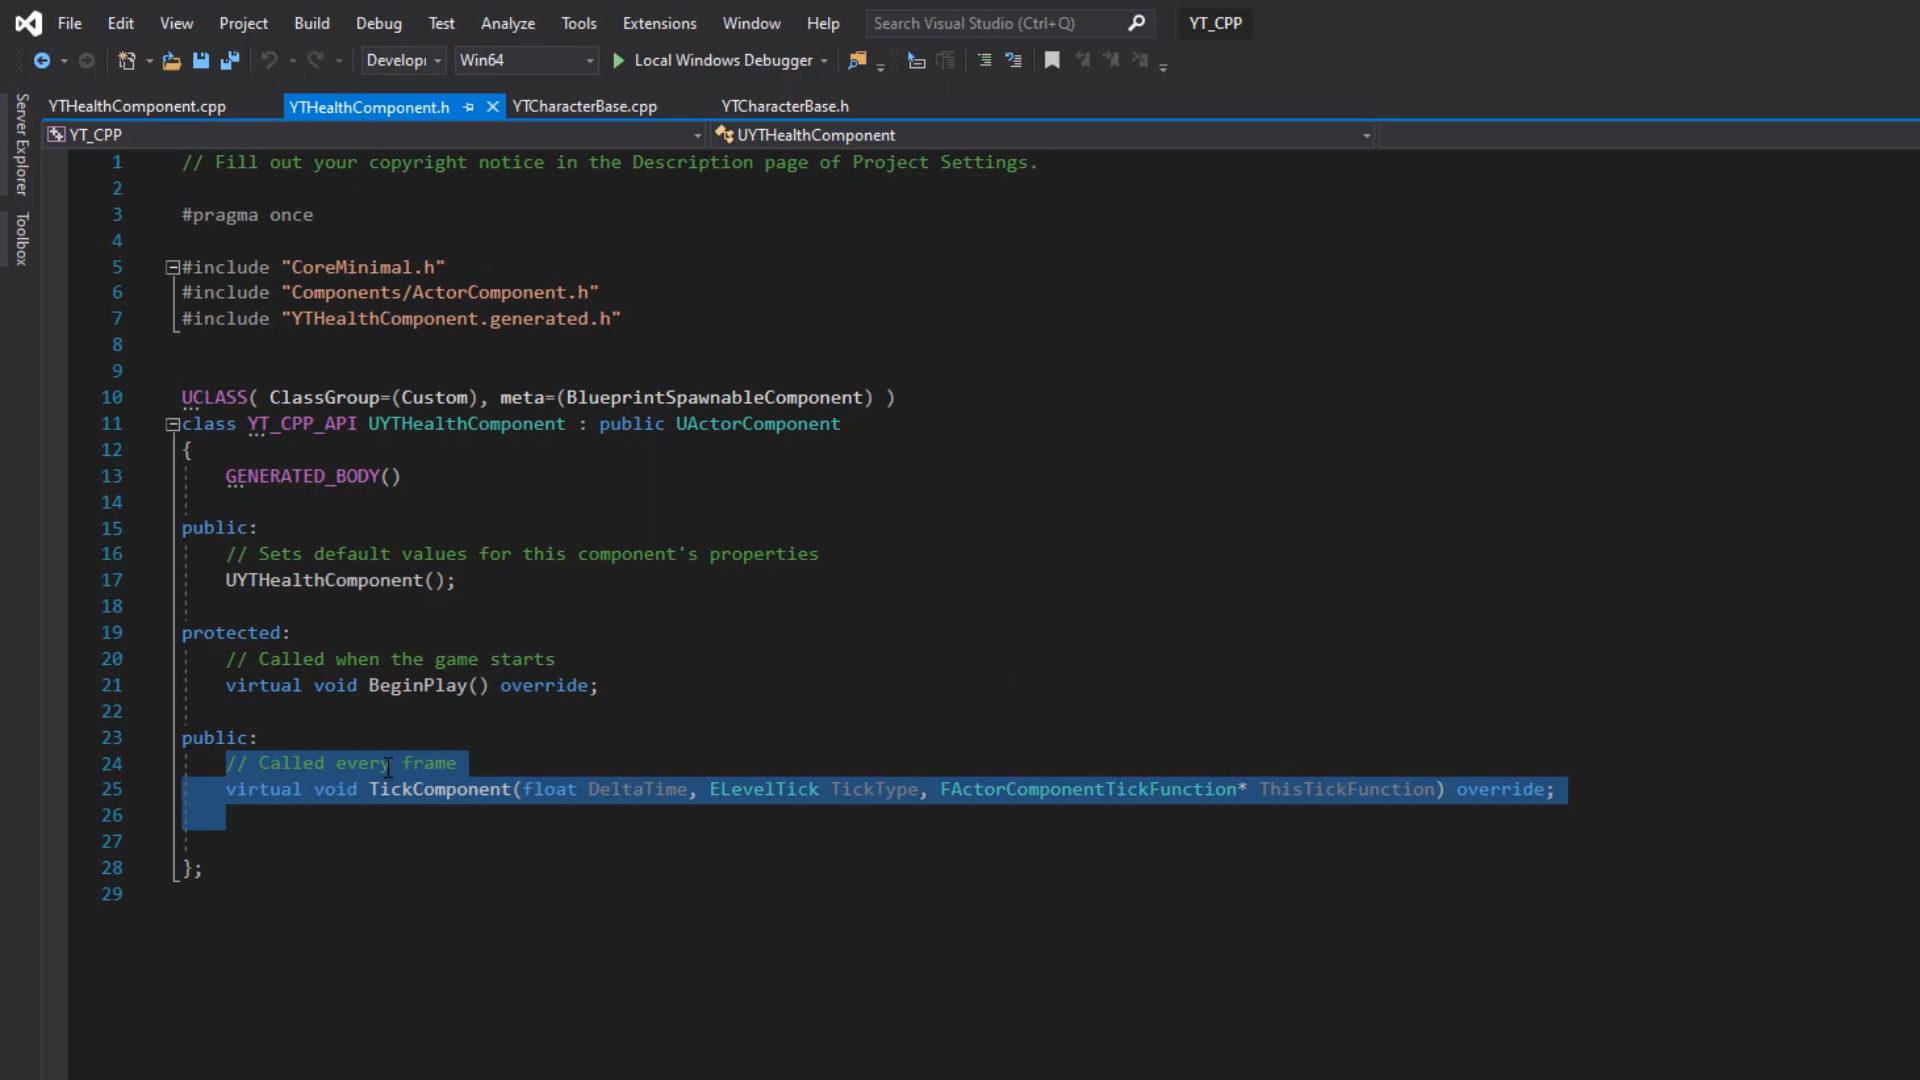 File Edit View Project Build Debug Test Analyze Tools Extensions Window Help Search Visual Studio (Ctrl+Q) YT_CPP
Develop Win64 Local Windows Debugger
Server Explorer
Toolbox
YTHealthComponent.cpp YTHealthComponent.h YTCharacterBase.cpp YTCharacterBase.h
YT_CPP UYTHealthComponent
1 // Fill out your copyright notice in the Description page of Project Settings.
2
3 #pragma once
4
5 #include "CoreMinimal.h"
6 #include "Components/ActorComponent.h"
7 #include "YTHealthComponent.generated.h"
8
9
10 UCLASS( ClassGroup=(Custom), meta=(BlueprintSpawnableComponent) )
11 class YT_CPP_API UYTHealthComponent : public UActorComponent
12 {
13 GENERATED_BODY()
14
15 public:
16 // Sets default values for this component's properties
17 UYTHealthComponent();
18
19 protected:
20 // Called when the game starts
21 virtual void BeginPlay() override;
22
23 public:
24 // Called every frame
25 virtual void TickComponent(float DeltaTime, ELevelTick TickType, FActorComponentTickFunction* ThisTickFunction) override;
26
27
28 };
29